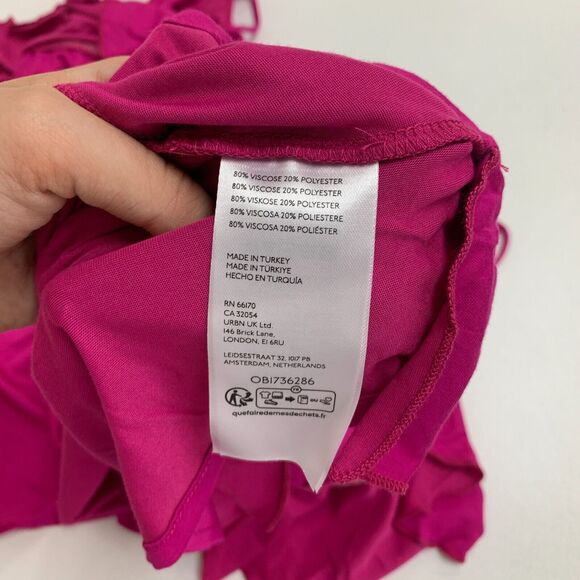 80% VISCOSE 20% POLYESTER
80% VISCOSE 20% POLYESTER
80% VISKOSE 20% POLYESTER
80% VISCOSA 20% POLIESTERE
80% VISCOSA 20% POLIÉSTER
MADE IN TURKEY
MADE IN TÜRKIYE
HECHO EN TURQUÍA
RN 66170
CA 32054
URBN UK Ltd.
146 Brick Lane,
LONDON, E1 6RU
LEIDSESTRAAT 32, 1017 PB
AMSTERDAM, NETHERLANDS
OB1736286
FR
OU
quefairedemesdechets.fr